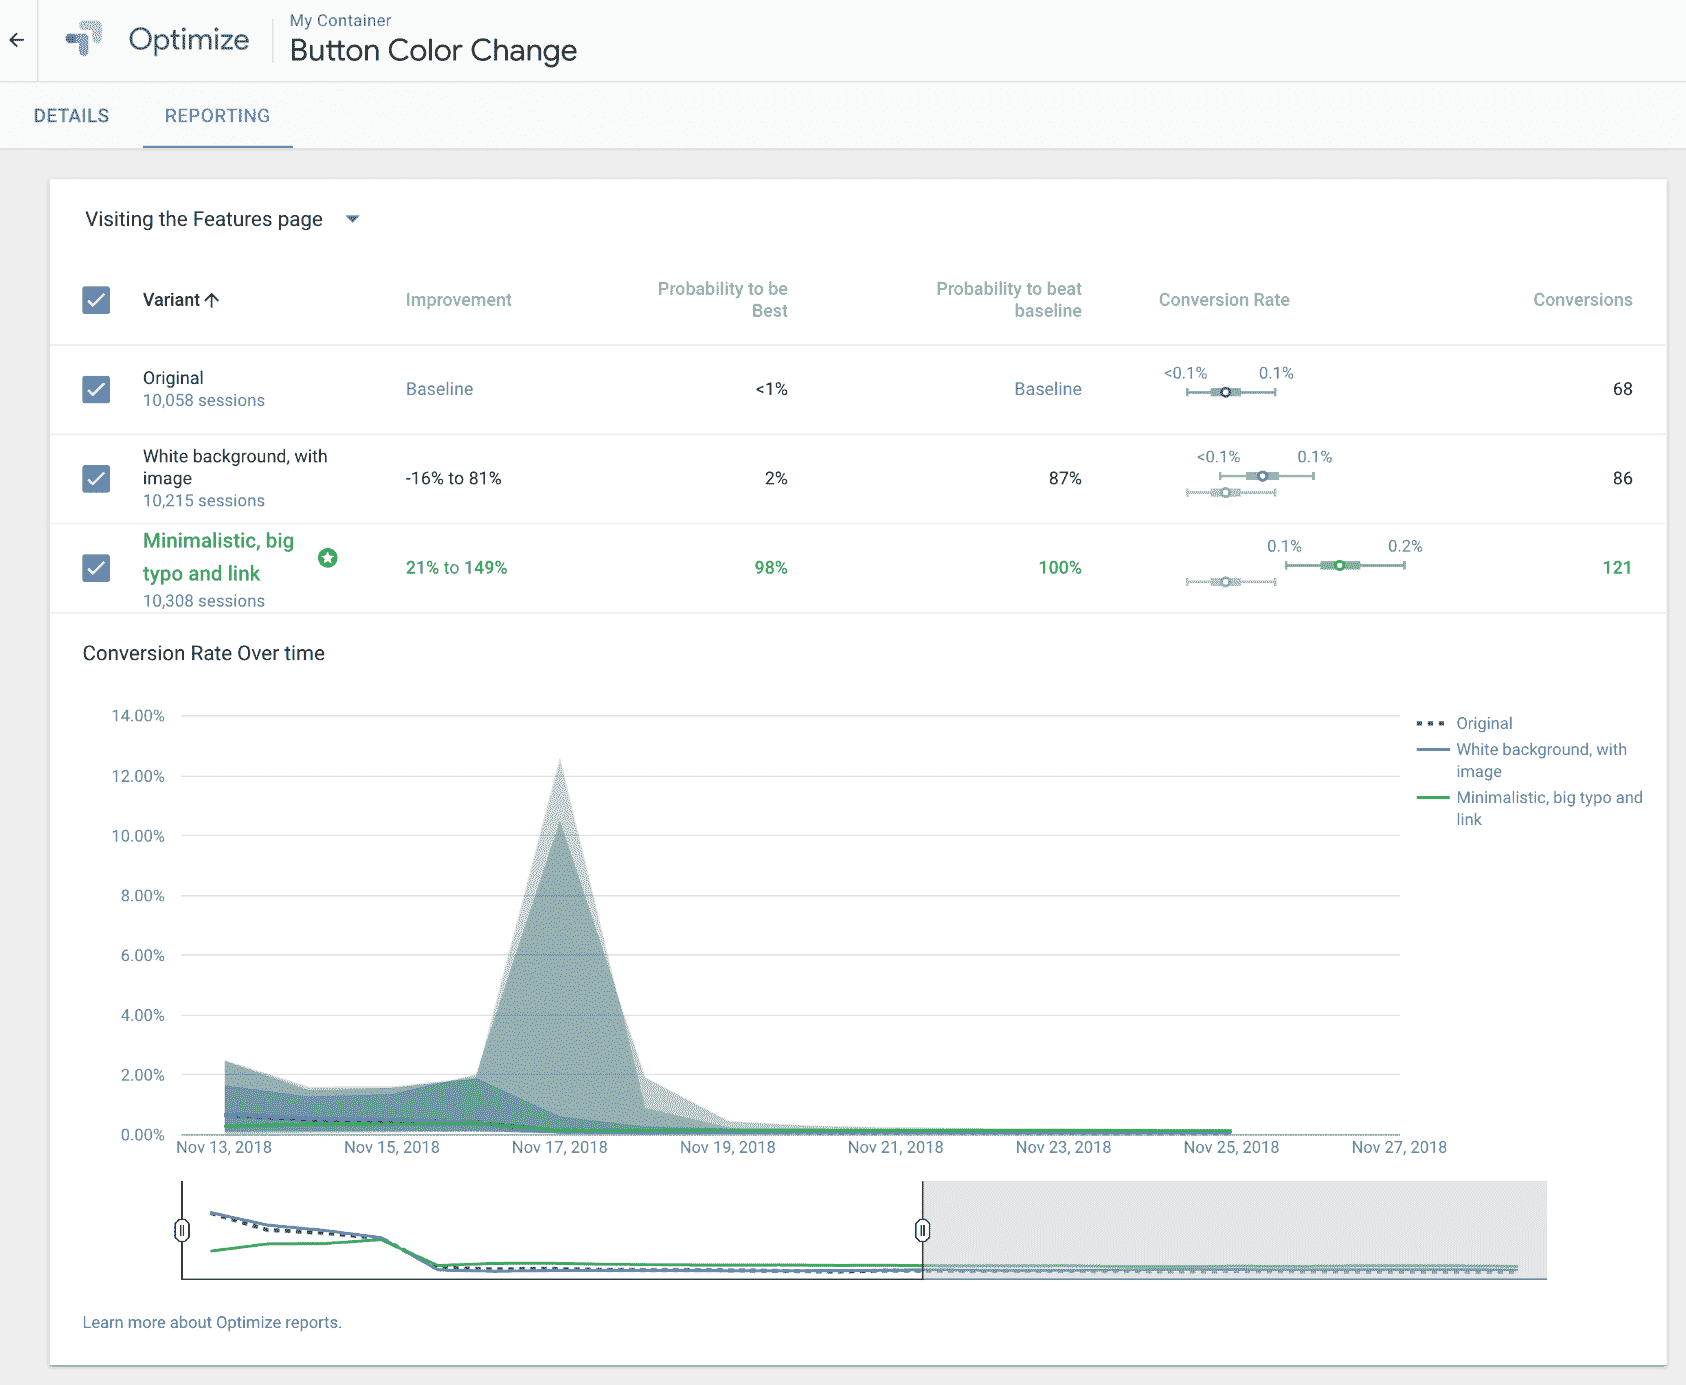 My Container
Optimize
Button Color Change
DETAILS
REPORTING
Visiting the Features page
Variant
Improvement
Probability to be
Best
Probability to beat
baseline
Conversion Rate
Conversions
Original
10,058 sessions
Baseline
<1%
Baseline
<0.1%
0.1%
68
White background, with
image
10,215 sessions
-16% to 81%
2%
87%
<0.1%
0.1%
86
Minimalistic, big
typo and link
10,308 sessions
21% to 149%
98%
100%
0.1%
0.2%
121
Conversion Rate Over time
14.00%
12.00%
10.00%
8.00%
6.00%
4.00%
2.00%
0.00%
Nov 13, 2018
Nov 15, 2018
Nov 17, 2018
Nov 19, 2018
Nov 21, 2018
Nov 23, 2018
Nov 25, 2018
Nov 27, 2018
Original
White background, with
image
Minimalistic, big typo and
link
Learn more about Optimize reports.